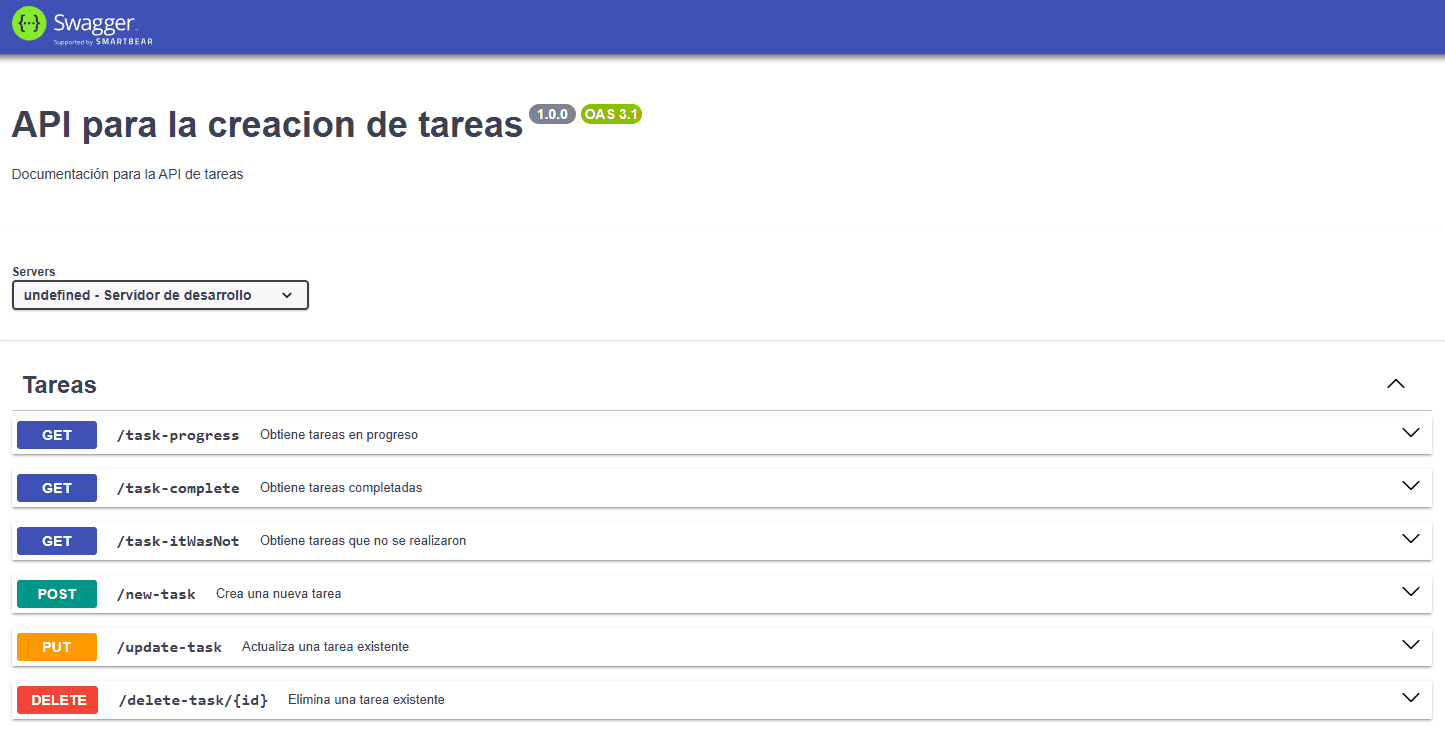 {···} Swagger
Supported by SMARTBEAR
API para la creacion de tareas 1.0.0 OAS 3.1
Documentación para la API de tareas
Servers
undefined - Servidor de desarrollo
Tareas
GET /task-progress Obtiene tareas en progreso
GET /task-complete Obtiene tareas completadas
GET /task-itWasNot Obtiene tareas que no se realizaron
POST /new-task Crea una nueva tarea
PUT /update-task Actualiza una tarea existente
DELETE /delete-task/{id} Elimina una tarea existente